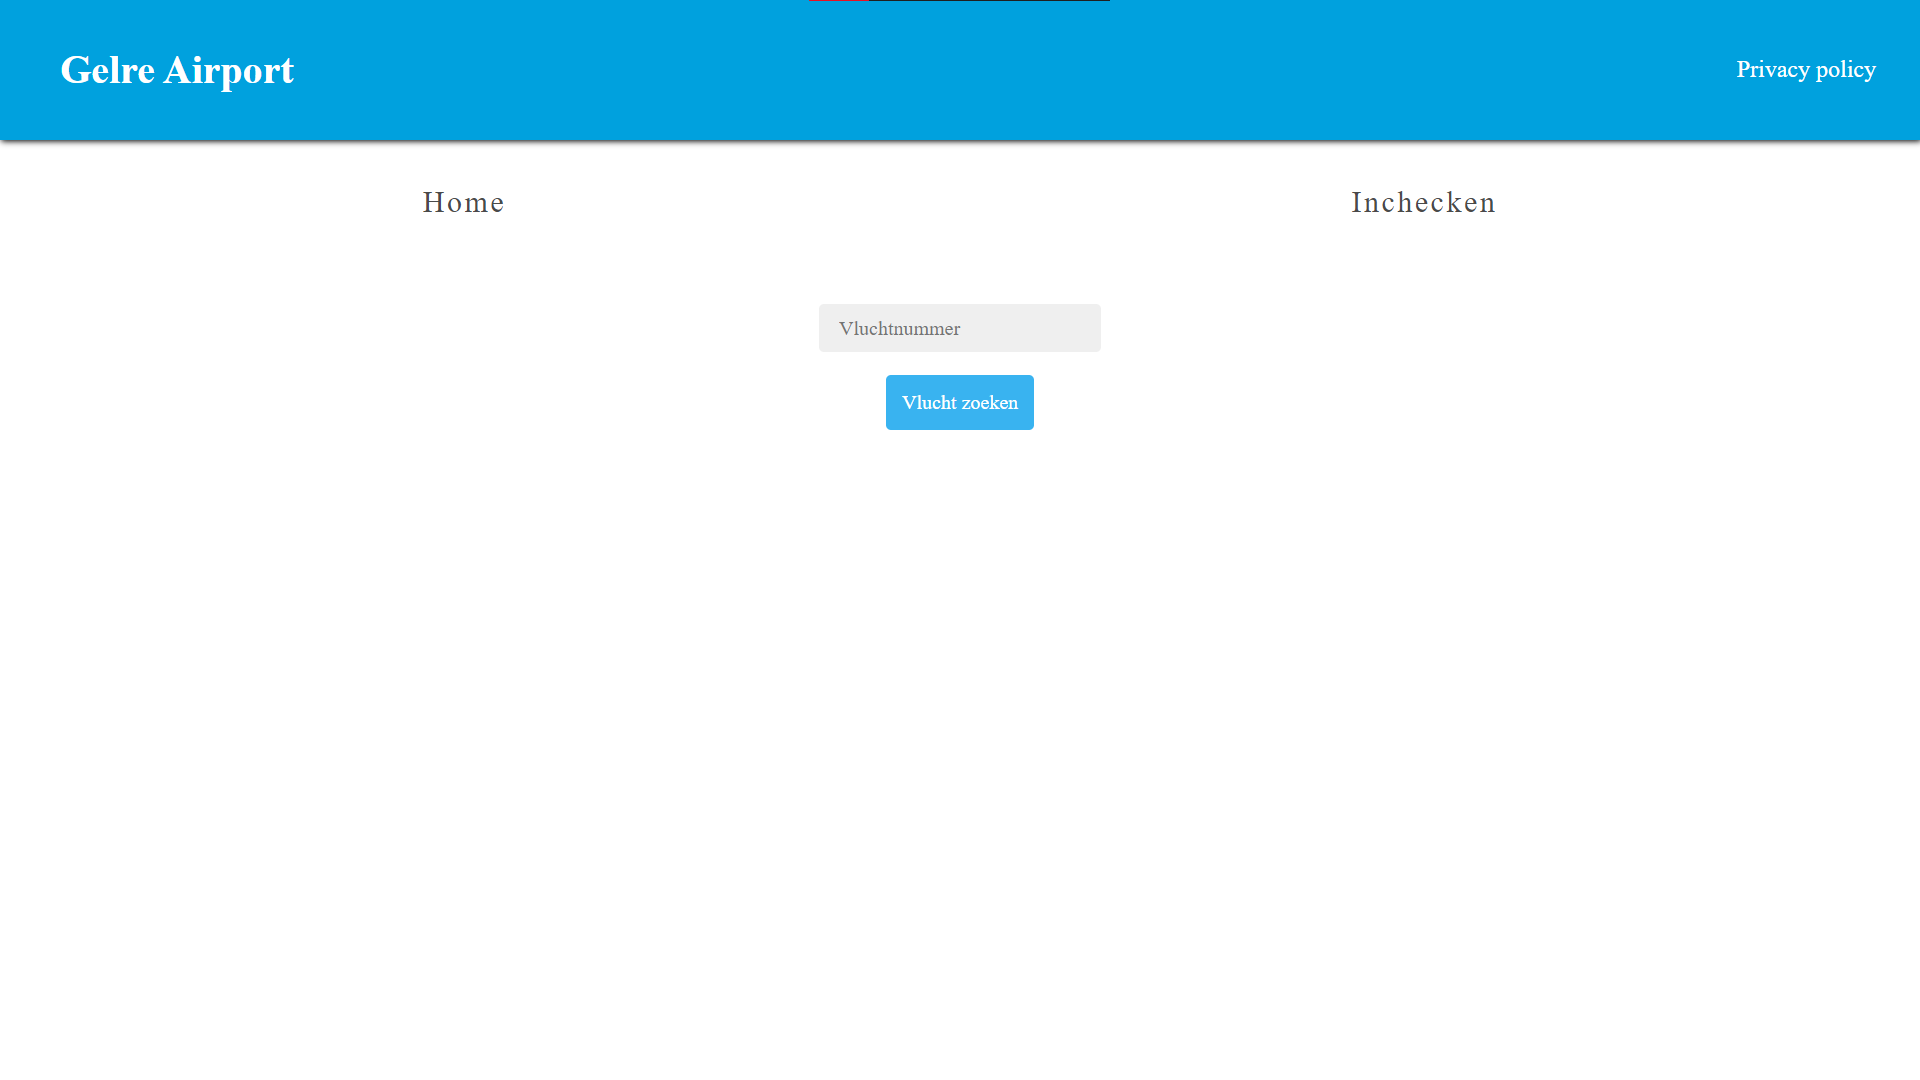 Gelre Airport
Privacy policy
Home
Inchecken
Vluchtnummer
Vlucht zoeken